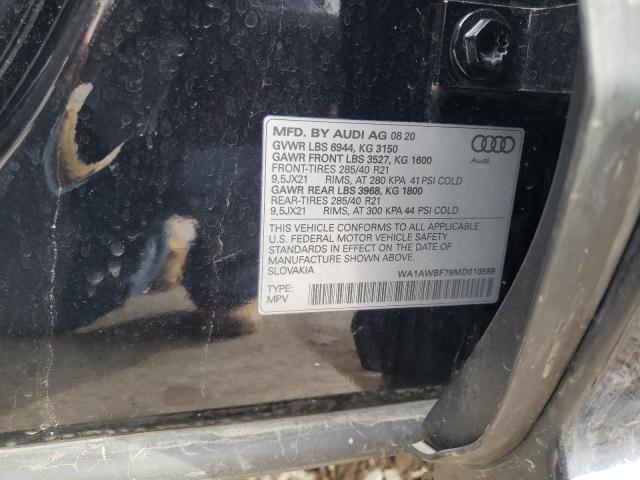 MFD. BY AUDI AG 08 20
GVWR LBS 6944, KG 3150
GAWR FRONT LBS 3527, KG 1600
FRONT-TIRES 285/40 R21
9,5JX21 RIMS, AT 280 KPA 41 PSI COLD
GAWR REAR LBS 3968, KG 1800
REAR-TIRES 285/40 R21
9,5JX21 RIMS, AT 300 KPA 44 PSI COLD
Audi
THIS VEHICLE CONFORMS TO ALL APPLICABLE
U.S. FEDERAL MOTOR VEHICLE SAFETY
STANDARDS IN EFFECT ON THE DATE OF
MANUFACTURE SHOWN ABOVE.
SLOVAKIA WA1AWBF79MD010559
TYPE:
MPV